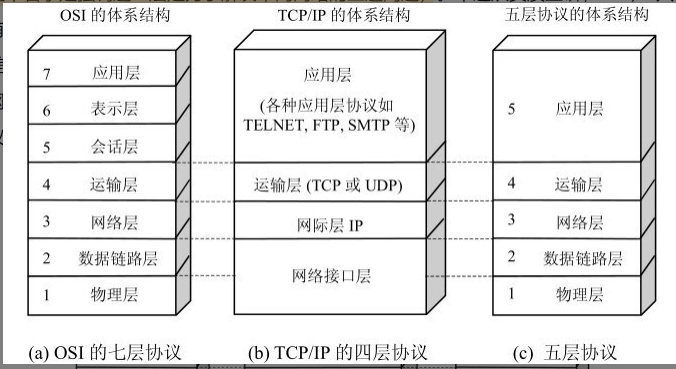 OSI 的体系结构
TCP/IP 的体系结构
五层协议的体系结构
7 应用层
6 表示层
5 会话层
4 运输层
3 网络层
2 数据链路层
1 物理层
应用层
(各种应用层协议如
TELNET, FTP, SMTP 等)
运输层 (TCP 或 UDP)
网际层 IP
网络接口层
5 应用层
4 运输层
3 网络层
2 数据链路层
1 物理层
(a) OSI 的七层协议
(b) TCP/IP 的四层协议
(c) 五层协议